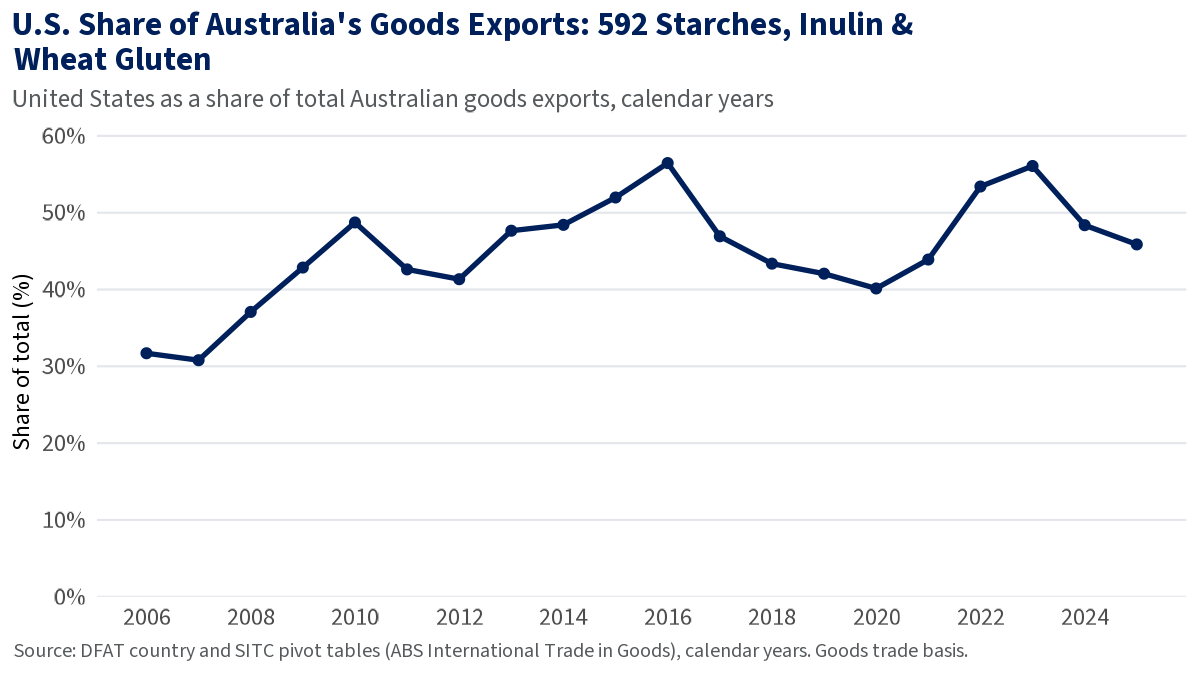 U.S. Share of Australia's Goods Exports: 592 Starches, Inulin &
Wheat Gluten
United States as a share of total Australian goods exports, calendar years
Share of total (%)
60%
50%
40%
30%
20%
10%
0%
2006 2008 2010 2012 2014 2016 2018 2020 2022 2024
Source: DFAT country and SITC pivot tables (ABS International Trade in Goods), calendar years. Goods trade basis.